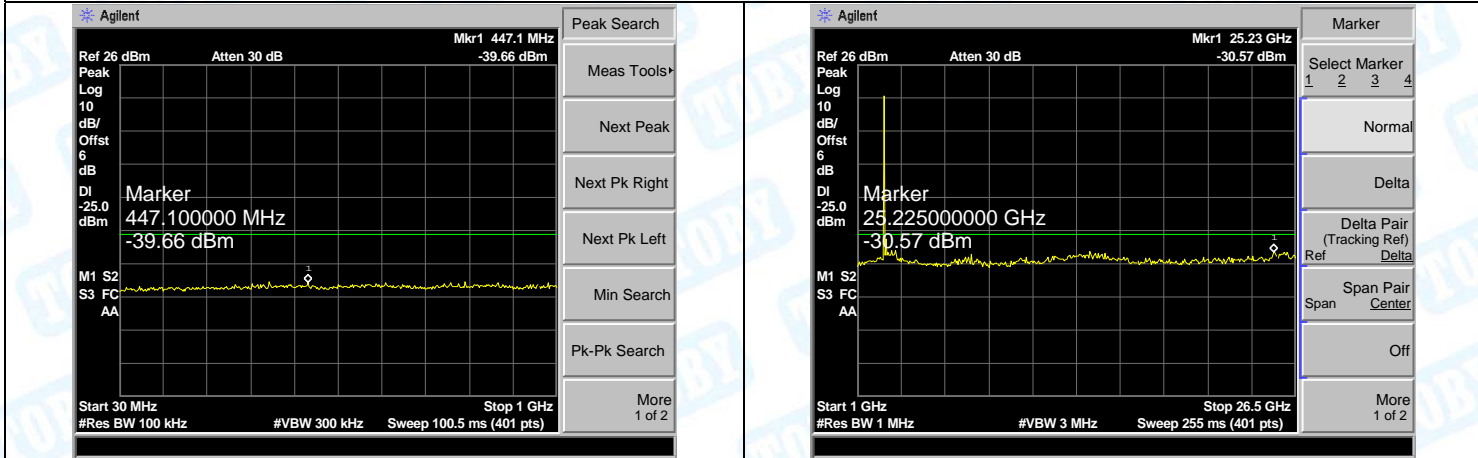 Agilent
Peak Search
Mkr1 447.1 MHz
Ref 26 dBm Atten 30 dB -39.66 dBm
Peak
Log
10
dB/
Offst
6
dB
DI
-25.0
dBm
Marker
447.100000 MHz
-39.66 dBm
1
M1 S2
S3 FC
AA
Start 30 MHz Stop 1 GHz
#Res BW 100 kHz #VBW 300 kHz Sweep 100.5 ms (401 pts)
Meas Tools
Next Peak
Next Pk Right
Next Pk Left
Min Search
Pk-Pk Search
More
1 of 2
Agilent
Marker
Mkr1 25.23 GHz
Ref 26 dBm Atten 30 dB -30.57 dBm
Peak
Log
10
dB/
Offst
6
dB
DI
-25.0
dBm
Marker
25.225000000 GHz
-30.57 dBm
1
M1 S2
S3 FC
AA
Start 1 GHz Stop 26.5 GHz
#Res BW 1 MHz #VBW 3 MHz Sweep 255 ms (401 pts)
Select Marker
1 2 3 4
Normal
Delta
Delta Pair
(Tracking Ref)
Ref Delta
Span Pair
Span Center
Off
More
1 of 2
TOBY
TOBY
TOBY